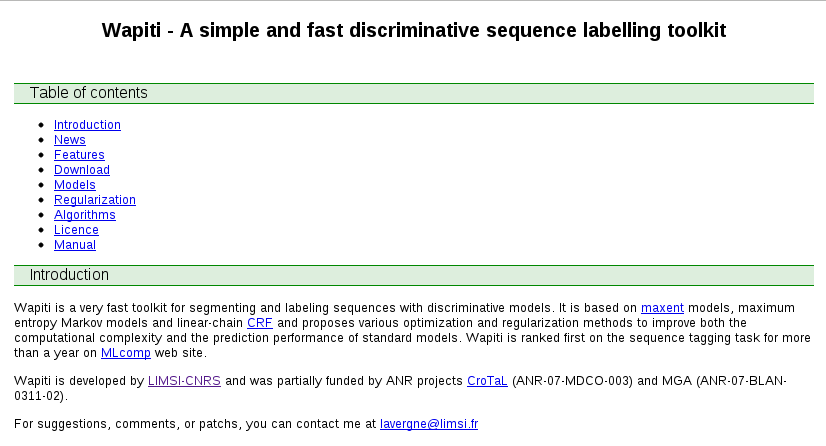 Wapiti - A simple and fast discriminative sequence labelling toolkit
Table of contents
Introduction
News
Features
Download
Models
Regularization
Algorithms
Licence
Manual
Introduction
Wapiti is a very fast toolkit for segmenting and labeling sequences with discriminative models. It is based on maxent models, maximum
entropy Markov models and linear-chain CRF and proposes various optimization and regularization methods to improve both the
computational complexity and the prediction performance of standard models. Wapiti is ranked first on the sequence tagging task for more
than a year on MLcomp web site.
Wapiti is developed by LIMSI-CNRS and was partially funded by ANR projects CroTaL (ANR-07-MDCO-003) and MGA (ANR-07-BLAN-
0311-02).
For suggestions, comments, or patchs, you can contact me at lavergne@limsi.fr